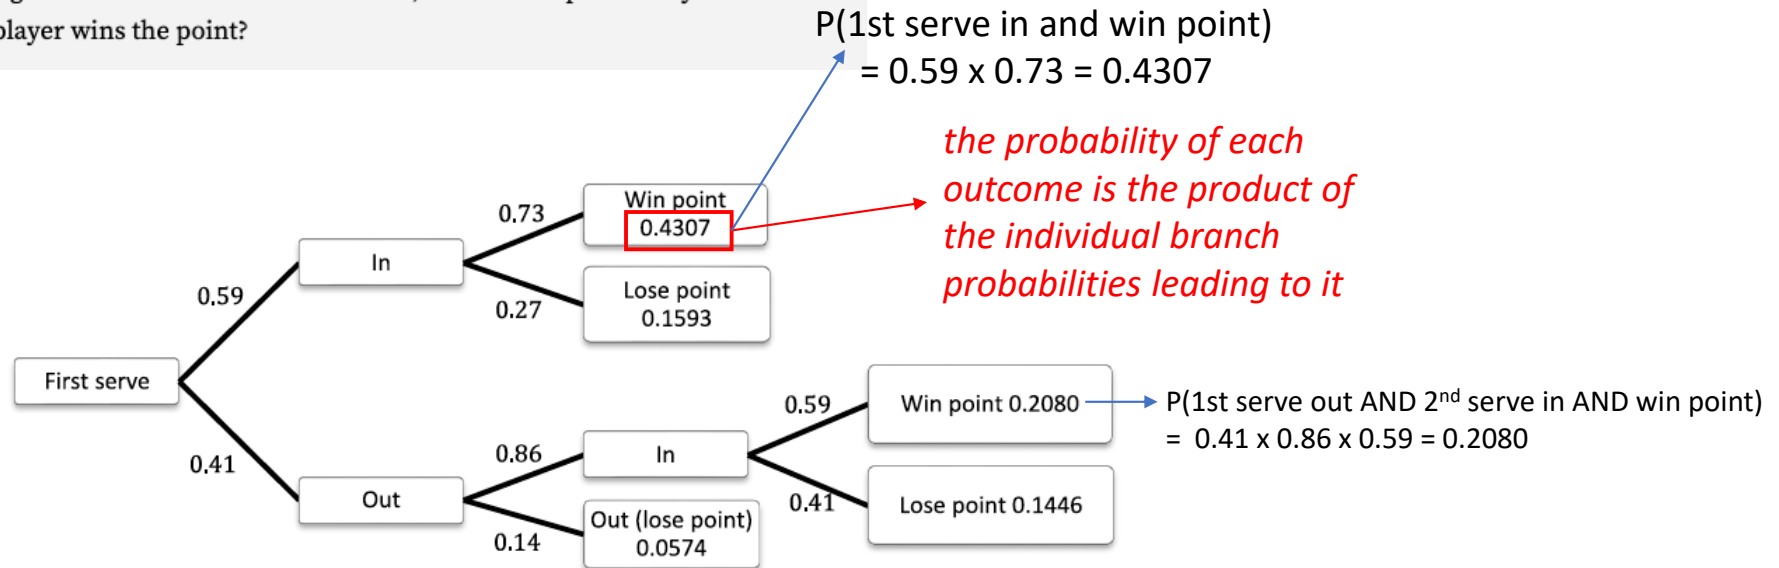 player wins the point?
P(1st serve in and win point)
= 0.59 x 0.73 = 0.4307
the probability of each
outcome is the product of
the individual branch
probabilities leading to it
Win point
0.4307
0.73
In
0.59
Lose point
0.1593
0.27
First serve
0.59
Win point 0.2080
P(1st serve out AND 2nd serve in AND win point)
= 0.41 x 0.86 x 0.59 = 0.2080
0.86
In
0.41
Out
0.41
Lose point 0.1446
Out (lose point)
0.0574
0.14